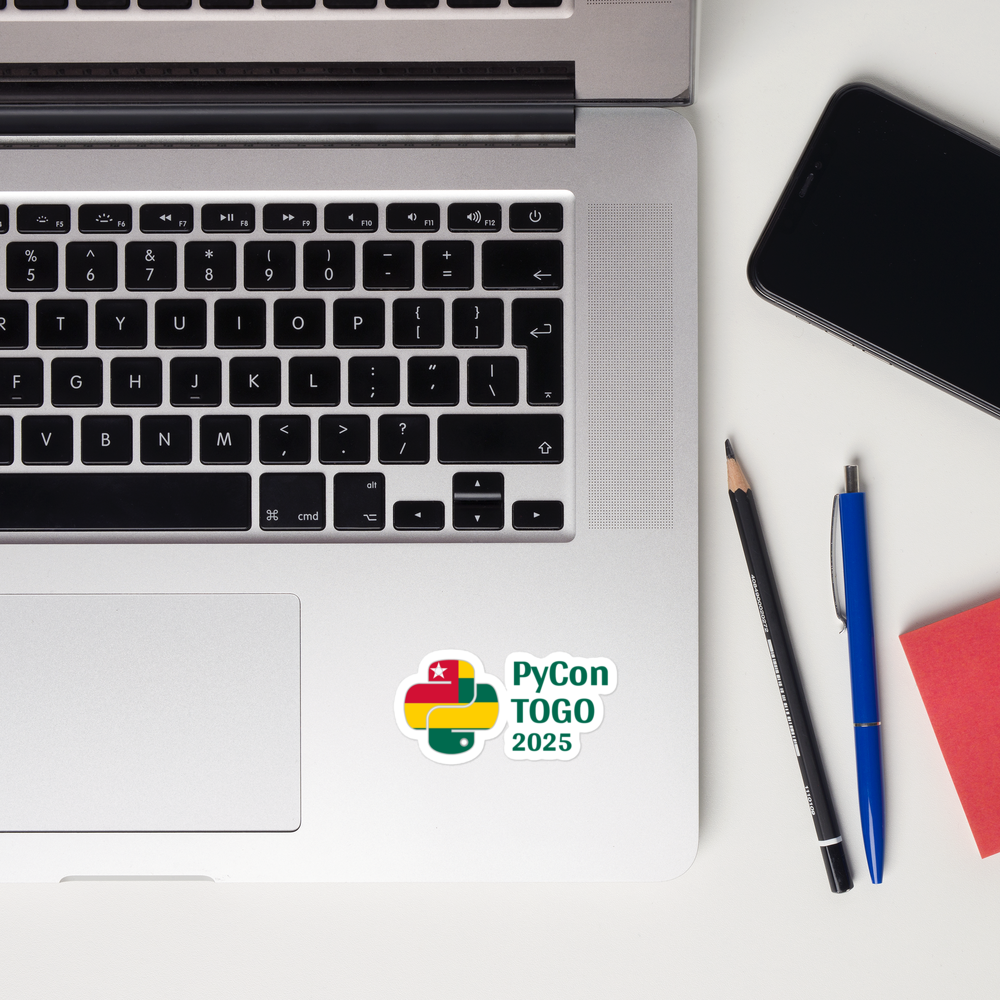 F5 F6 F7 F8 F9 F10 F11 F12
% 5 ^ 6 & 7 * 8 ( 9 ) 0 - + =
R T Y U I O P { [ } ]
F G H J K L : ; " ' | \
V B N M < , > . ? /
⌘ cmd alt ⌥
PyCon
TOGO
2025